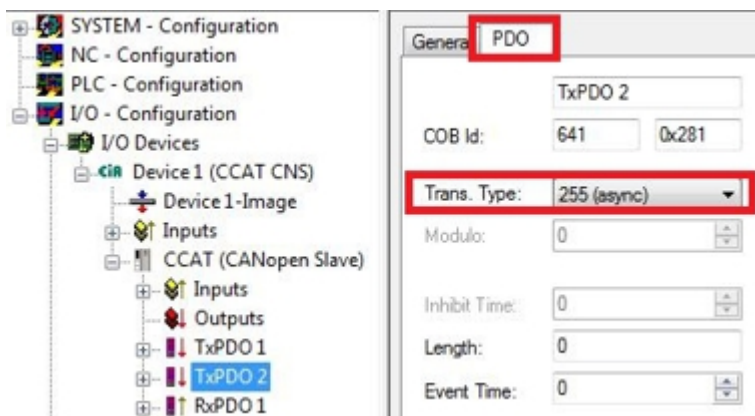 SYSTEM - Configuration
NC - Configuration
PLC - Configuration
I/O - Configuration
I/O Devices
CiA Device 1 (CCAT CNS)
Device 1-Image
Inputs
CCAT (CANopen Slave)
Inputs
Outputs
TxPDO 1
TxPDO 2
RxPDO 1
General PDO
TxPDO 2
COB Id: 641 0x281
Trans. Type: 255 (async)
Modulo: 0
Inhibit Time: 0
Length: 0
Event Time: 0